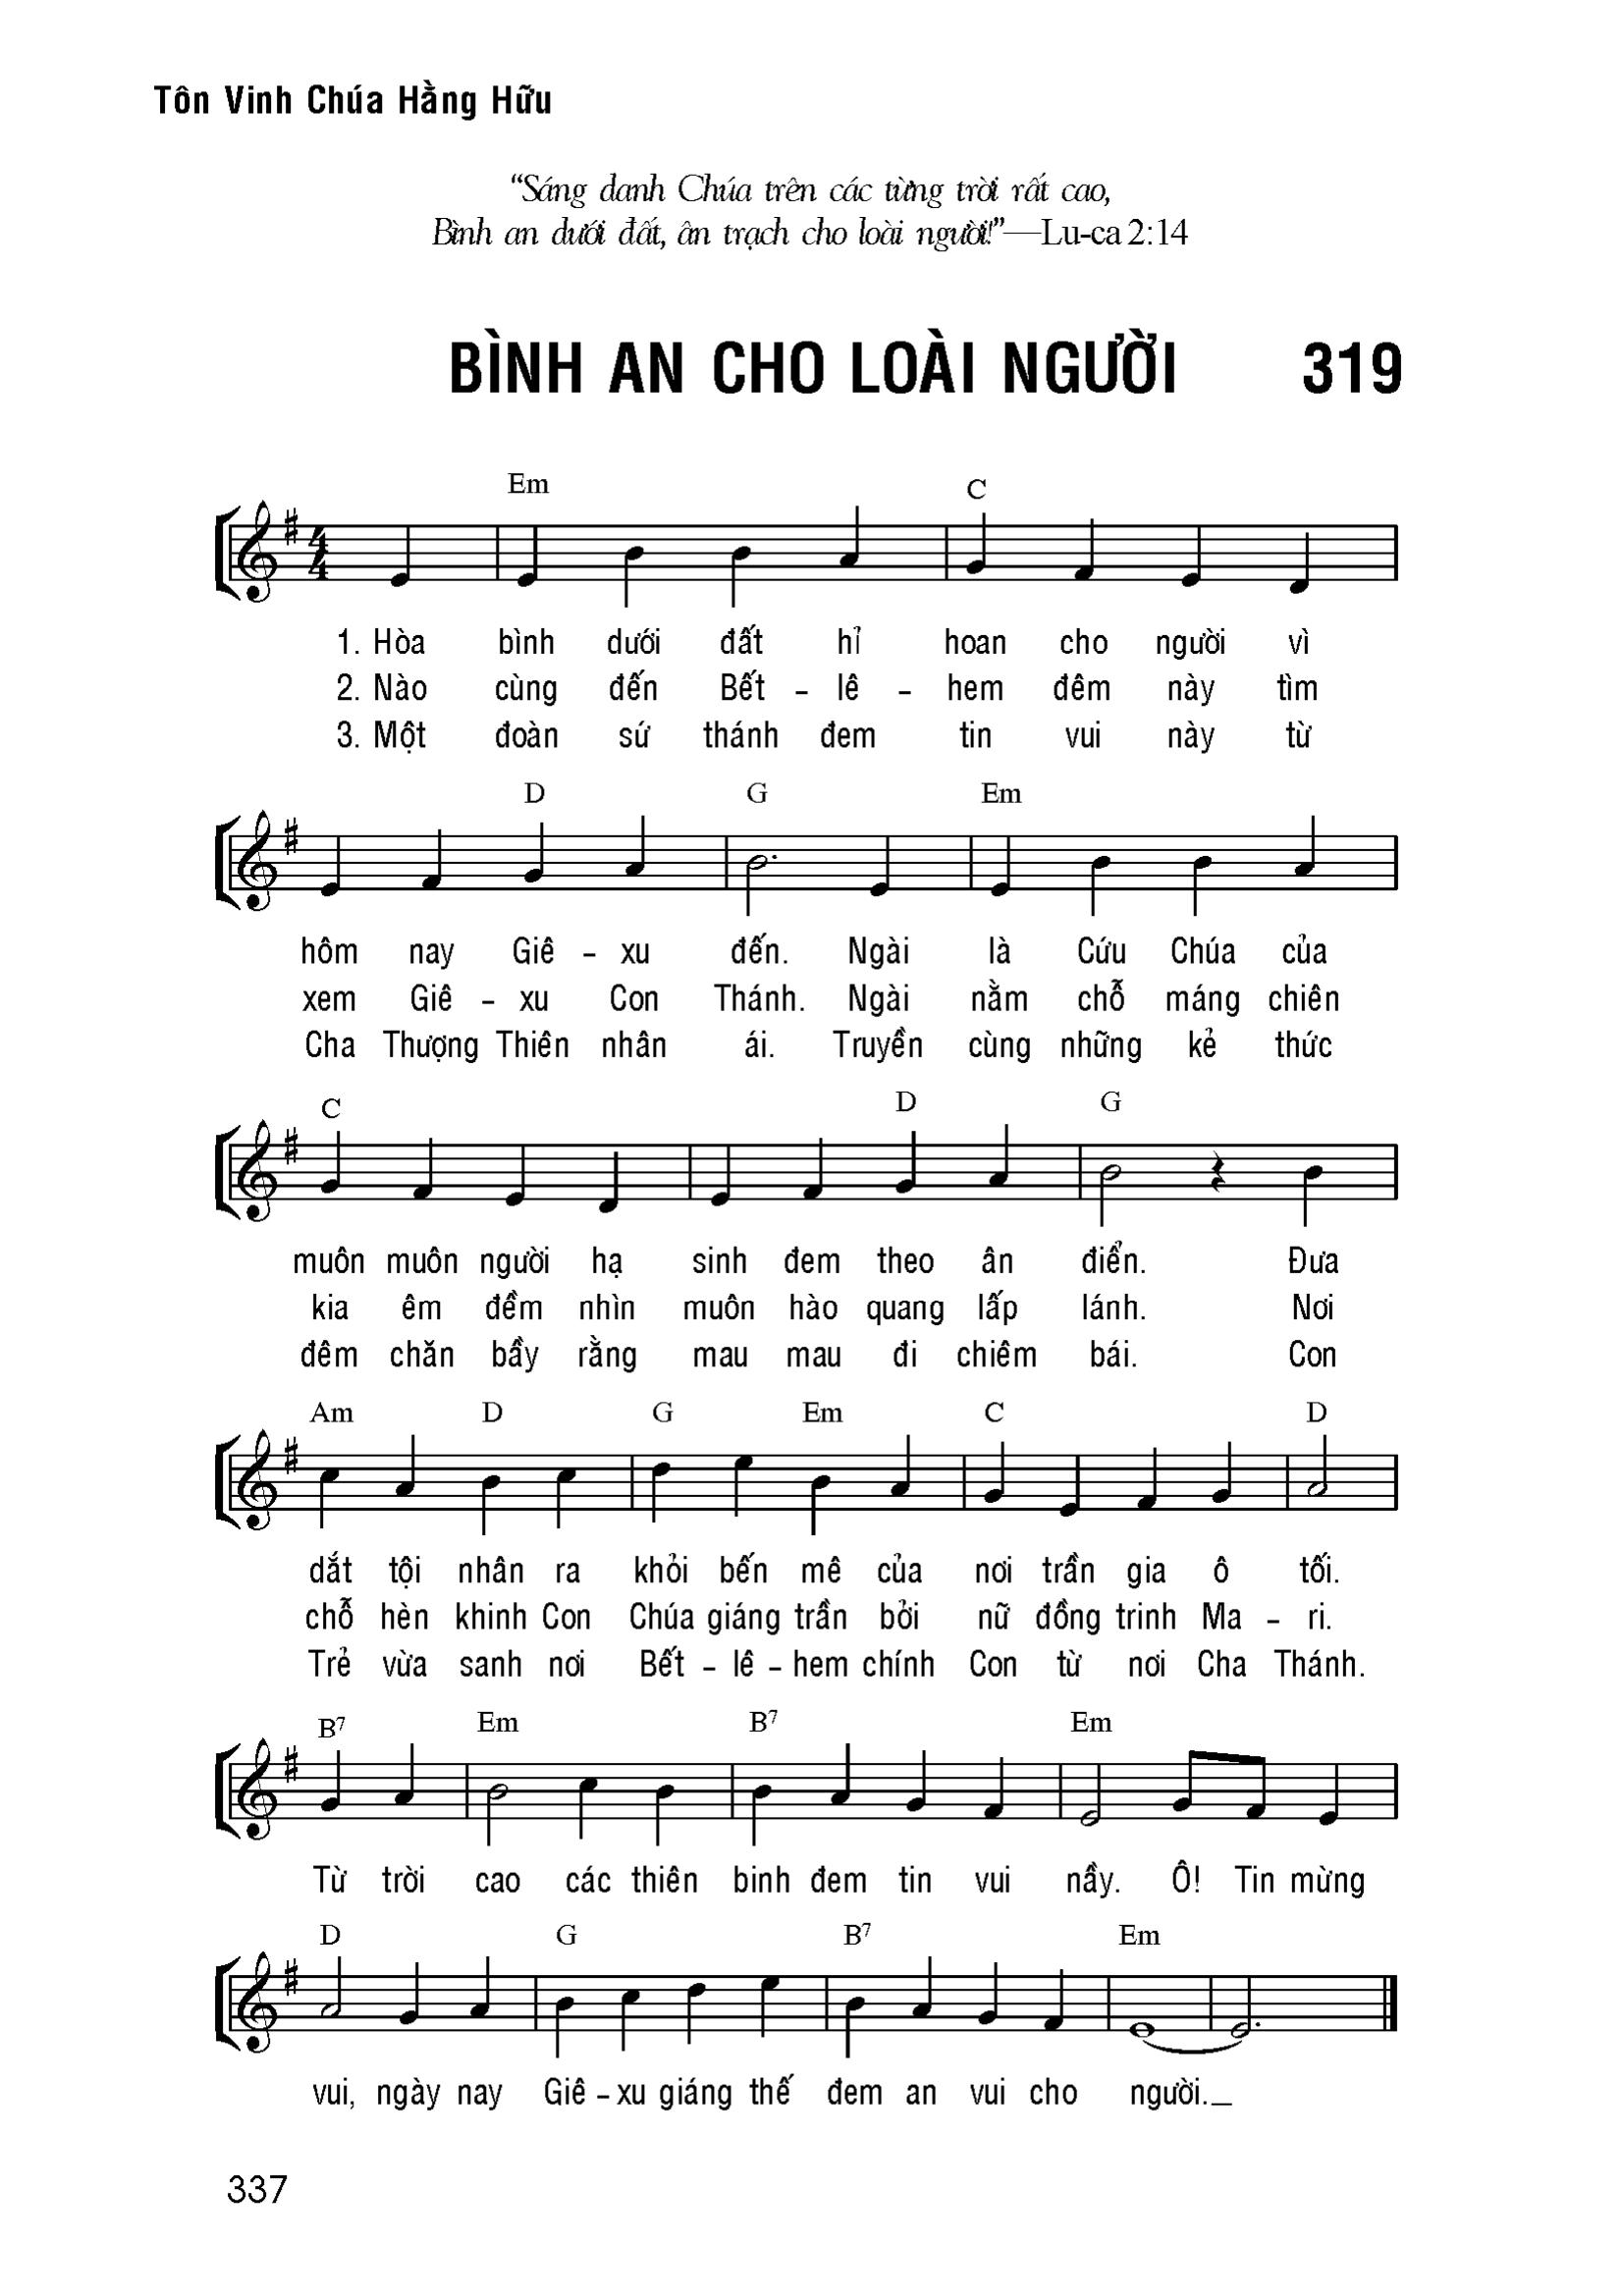 Tôn Vinh Chúa Hằng Hữu
“Sáng danh Chúa trên các từng trời rất cao,
Bình an dưới đất, ân trạch cho loài người!”—Lu-ca 2:14
BÌNH AN CHO LOÀI NGƯỜI 319
Em C
4
4
1. Hòa bình dưới đất hỉ hoan cho người vì
2. Nào cùng đến Bết – lê – hem đêm này tìm
3. Một đoàn sứ thánh đem tin vui này từ
D G Em
hôm nay Giê – xu đến. Ngài là Cứu Chúa của
xem Giê – xu Con Thánh. Ngài nằm chỗ máng chiên
Cha Thượng Thiên nhân ái. Truyền cùng những kẻ thức
C D G
muôn muôn người hạ sinh đem theo ân điển. Đưa
kia êm đềm nhìn muôn hào quang lấp lánh. Nơi
đêm chăn bầy rằng mau mau đi chiêm bái. Con
Am D G Em C D
dắt tội nhân ra khỏi bến mê của nơi trần gia ô tối.
chỗ hèn khinh Con Chúa giáng trần bởi nữ đồng trinh Ma – ri.
Trẻ vừa sanh nơi Bết – lê – hem chính Con từ nơi Cha Thánh.
B7 Em B7 Em
Từ trời cao các thiên binh đem tin vui nầy. Ô! Tin mừng
D G B7 Em
vui, ngày nay Giê – xu giáng thế đem an vui cho người._
337